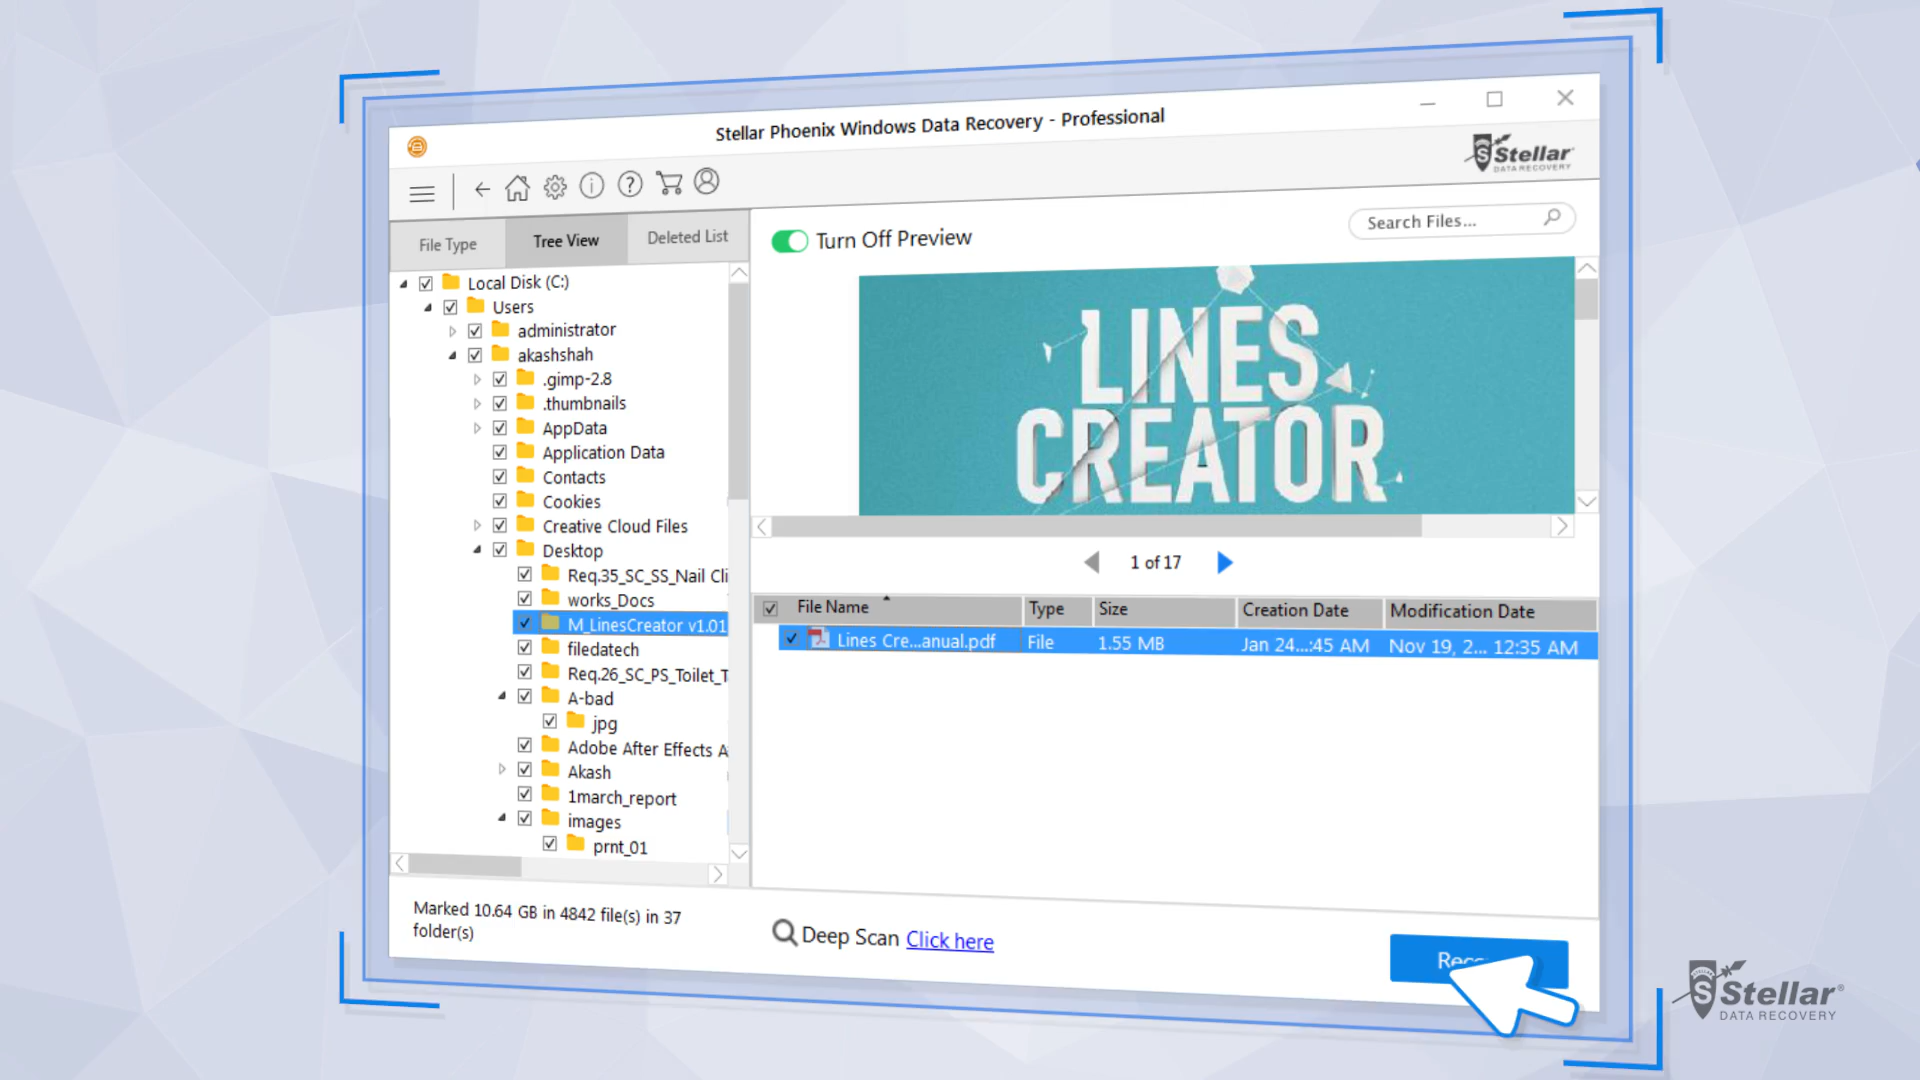 Stellar Phoenix Windows Data Recovery - Professional
Stellar
DATA RECOVERY
File Type
Tree View
Deleted List
Turn Off Preview
Search Files...
Local Disk (C:)
Users
administrator
akashshah
.gimp-2.8
.thumbnails
AppData
Application Data
Contacts
Cookies
Creative Cloud Files
Desktop
Req.35_SC_SS_Nail Cli
works_Docs
M_LinesCreator v1.01
filedatech
Req.26_SC_PS_Toilet_T
A-bad
jpg
Adobe After Effects A
Akash
1march_report
images
prnt_01
LINES
CREATOR
1 of 17
File Name Type Size Creation Date Modification Date
Lines Cre...anual.pdf File 1.55 MB Jan 24...:45 AM Nov 19, 2... 12:35 AM
Marked 10.64 GB in 4842 file(s) in 37
folder(s)
Deep Scan Click here
Stellar®
DATA RECOVERY